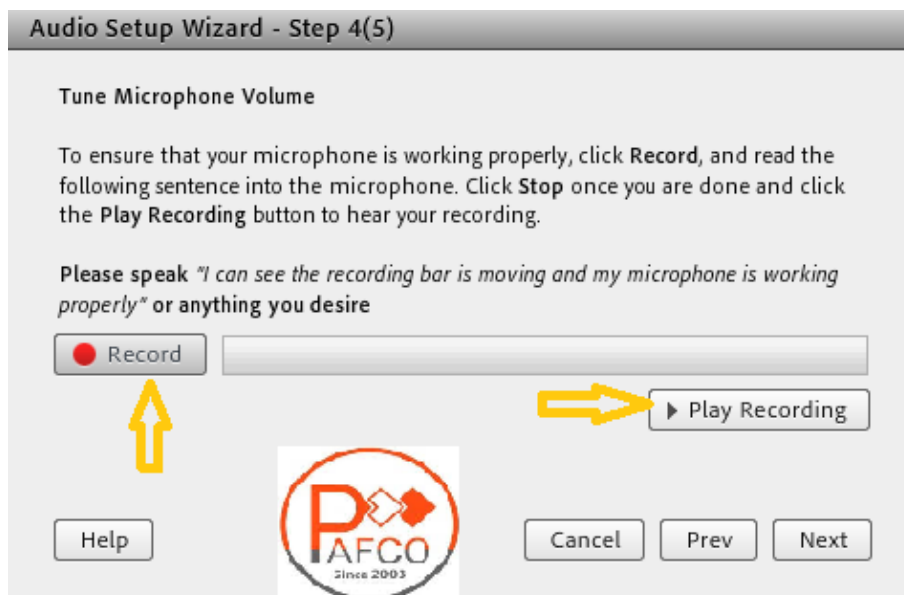 Audio Setup Wizard - Step 4(5)
Tune Microphone Volume
To ensure that your microphone is working properly, click Record, and read the
following sentence into the microphone. Click Stop once you are done and click
the Play Recording button to hear your recording.
Please speak "I can see the recording bar is moving and my microphone is working
properly" or anything you desire
Record
Play Recording
PAFCO
Since 2003
Help
Cancel
Prev
Next